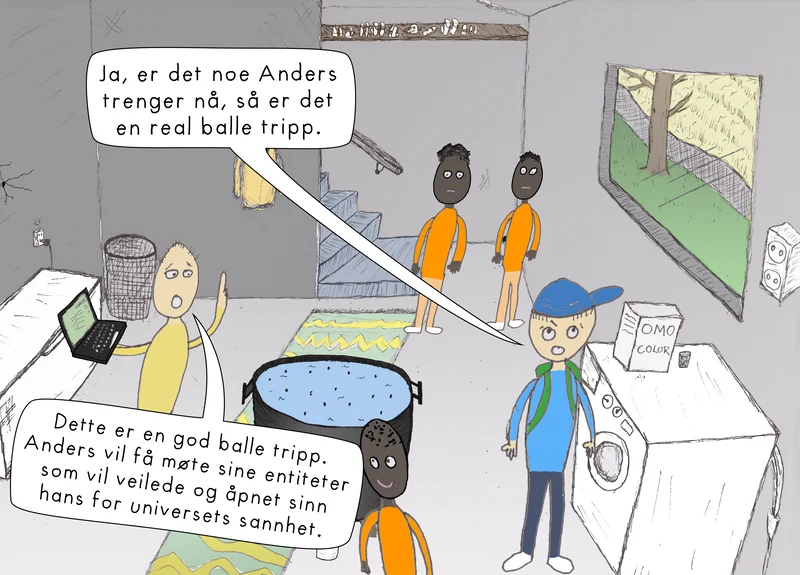 Ja, er det noe Anders
trenger nå, så er det
en real balle tripp.
OMO
COLOR
Dette er en god balle tripp.
Anders vil få møte sine entiteter
som vil veilede og åpnet sinn
hans for universets sannhet.